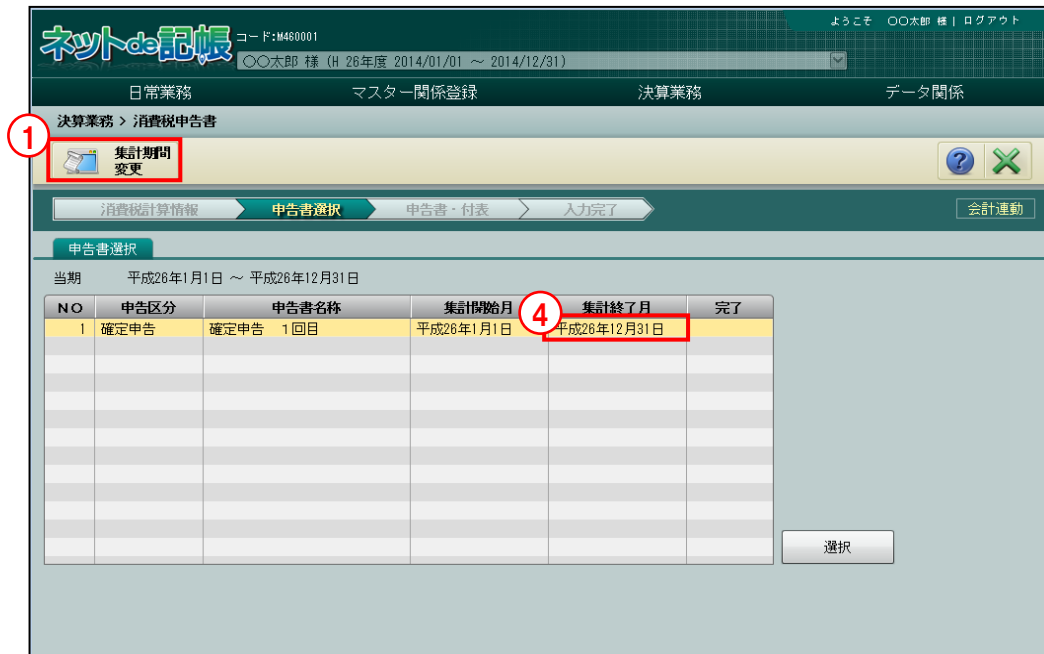 ようこそ 〇〇太郎 様 | ログアウト
ネットde記帳 コード:M460001
〇〇太郎 様 (H 26年度 2014/01/01 ～ 2014/12/31)
日常業務 マスター関係登録 決算業務 データ関係
決算業務 > 消費税申告書
1
集計期間
変更
?
消費税計算情報 申告書選択 申告書・付表 入力完了 会計連動
申告書選択
当期 平成26年1月1日 ～ 平成26年12月31日
NO 申告区分 申告書名称 集計開始月 4 集計終了月 完了
1 確定申告 確定申告 1回目 平成26年1月1日 平成26年12月31日
選択